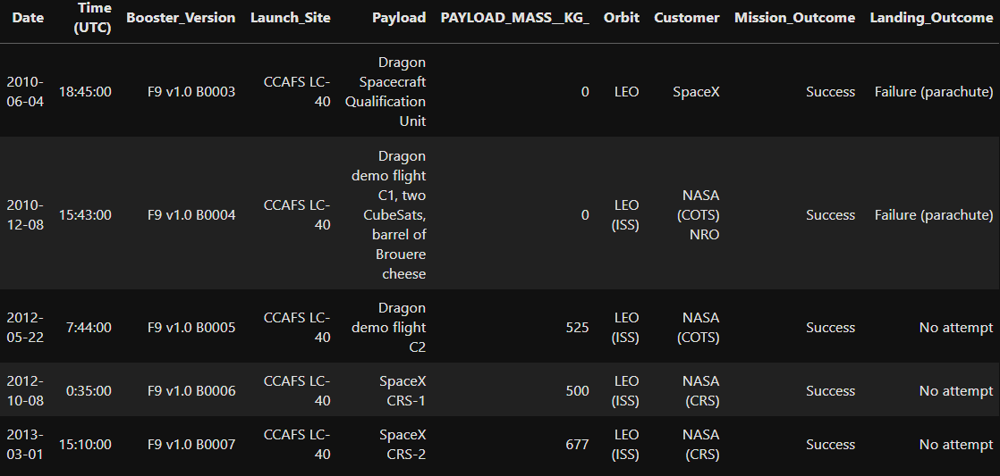 Date Time (UTC) Booster_Version Launch_Site Payload PAYLOAD_MASS__KG_ Orbit Customer Mission_Outcome Landing_Outcome
2010-06-04 18:45:00 F9 v1.0 B0003 CCAFS LC-40 Dragon Spacecraft Qualification Unit 0 LEO SpaceX Success Failure (parachute)
2010-12-08 15:43:00 F9 v1.0 B0004 CCAFS LC-40 Dragon demo flight C1, two CubeSats, barrel of Brouere cheese 0 LEO (ISS) NASA (COTS) NRO Success Failure (parachute)
2012-05-22 7:44:00 F9 v1.0 B0005 CCAFS LC-40 Dragon demo flight C2 525 LEO (ISS) NASA (COTS) Success No attempt
2012-10-08 0:35:00 F9 v1.0 B0006 CCAFS LC-40 SpaceX CRS-1 500 LEO (ISS) NASA (CRS) Success No attempt
2013-03-01 15:10:00 F9 v1.0 B0007 CCAFS LC-40 SpaceX CRS-2 677 LEO (ISS) NASA (CRS) Success No attempt